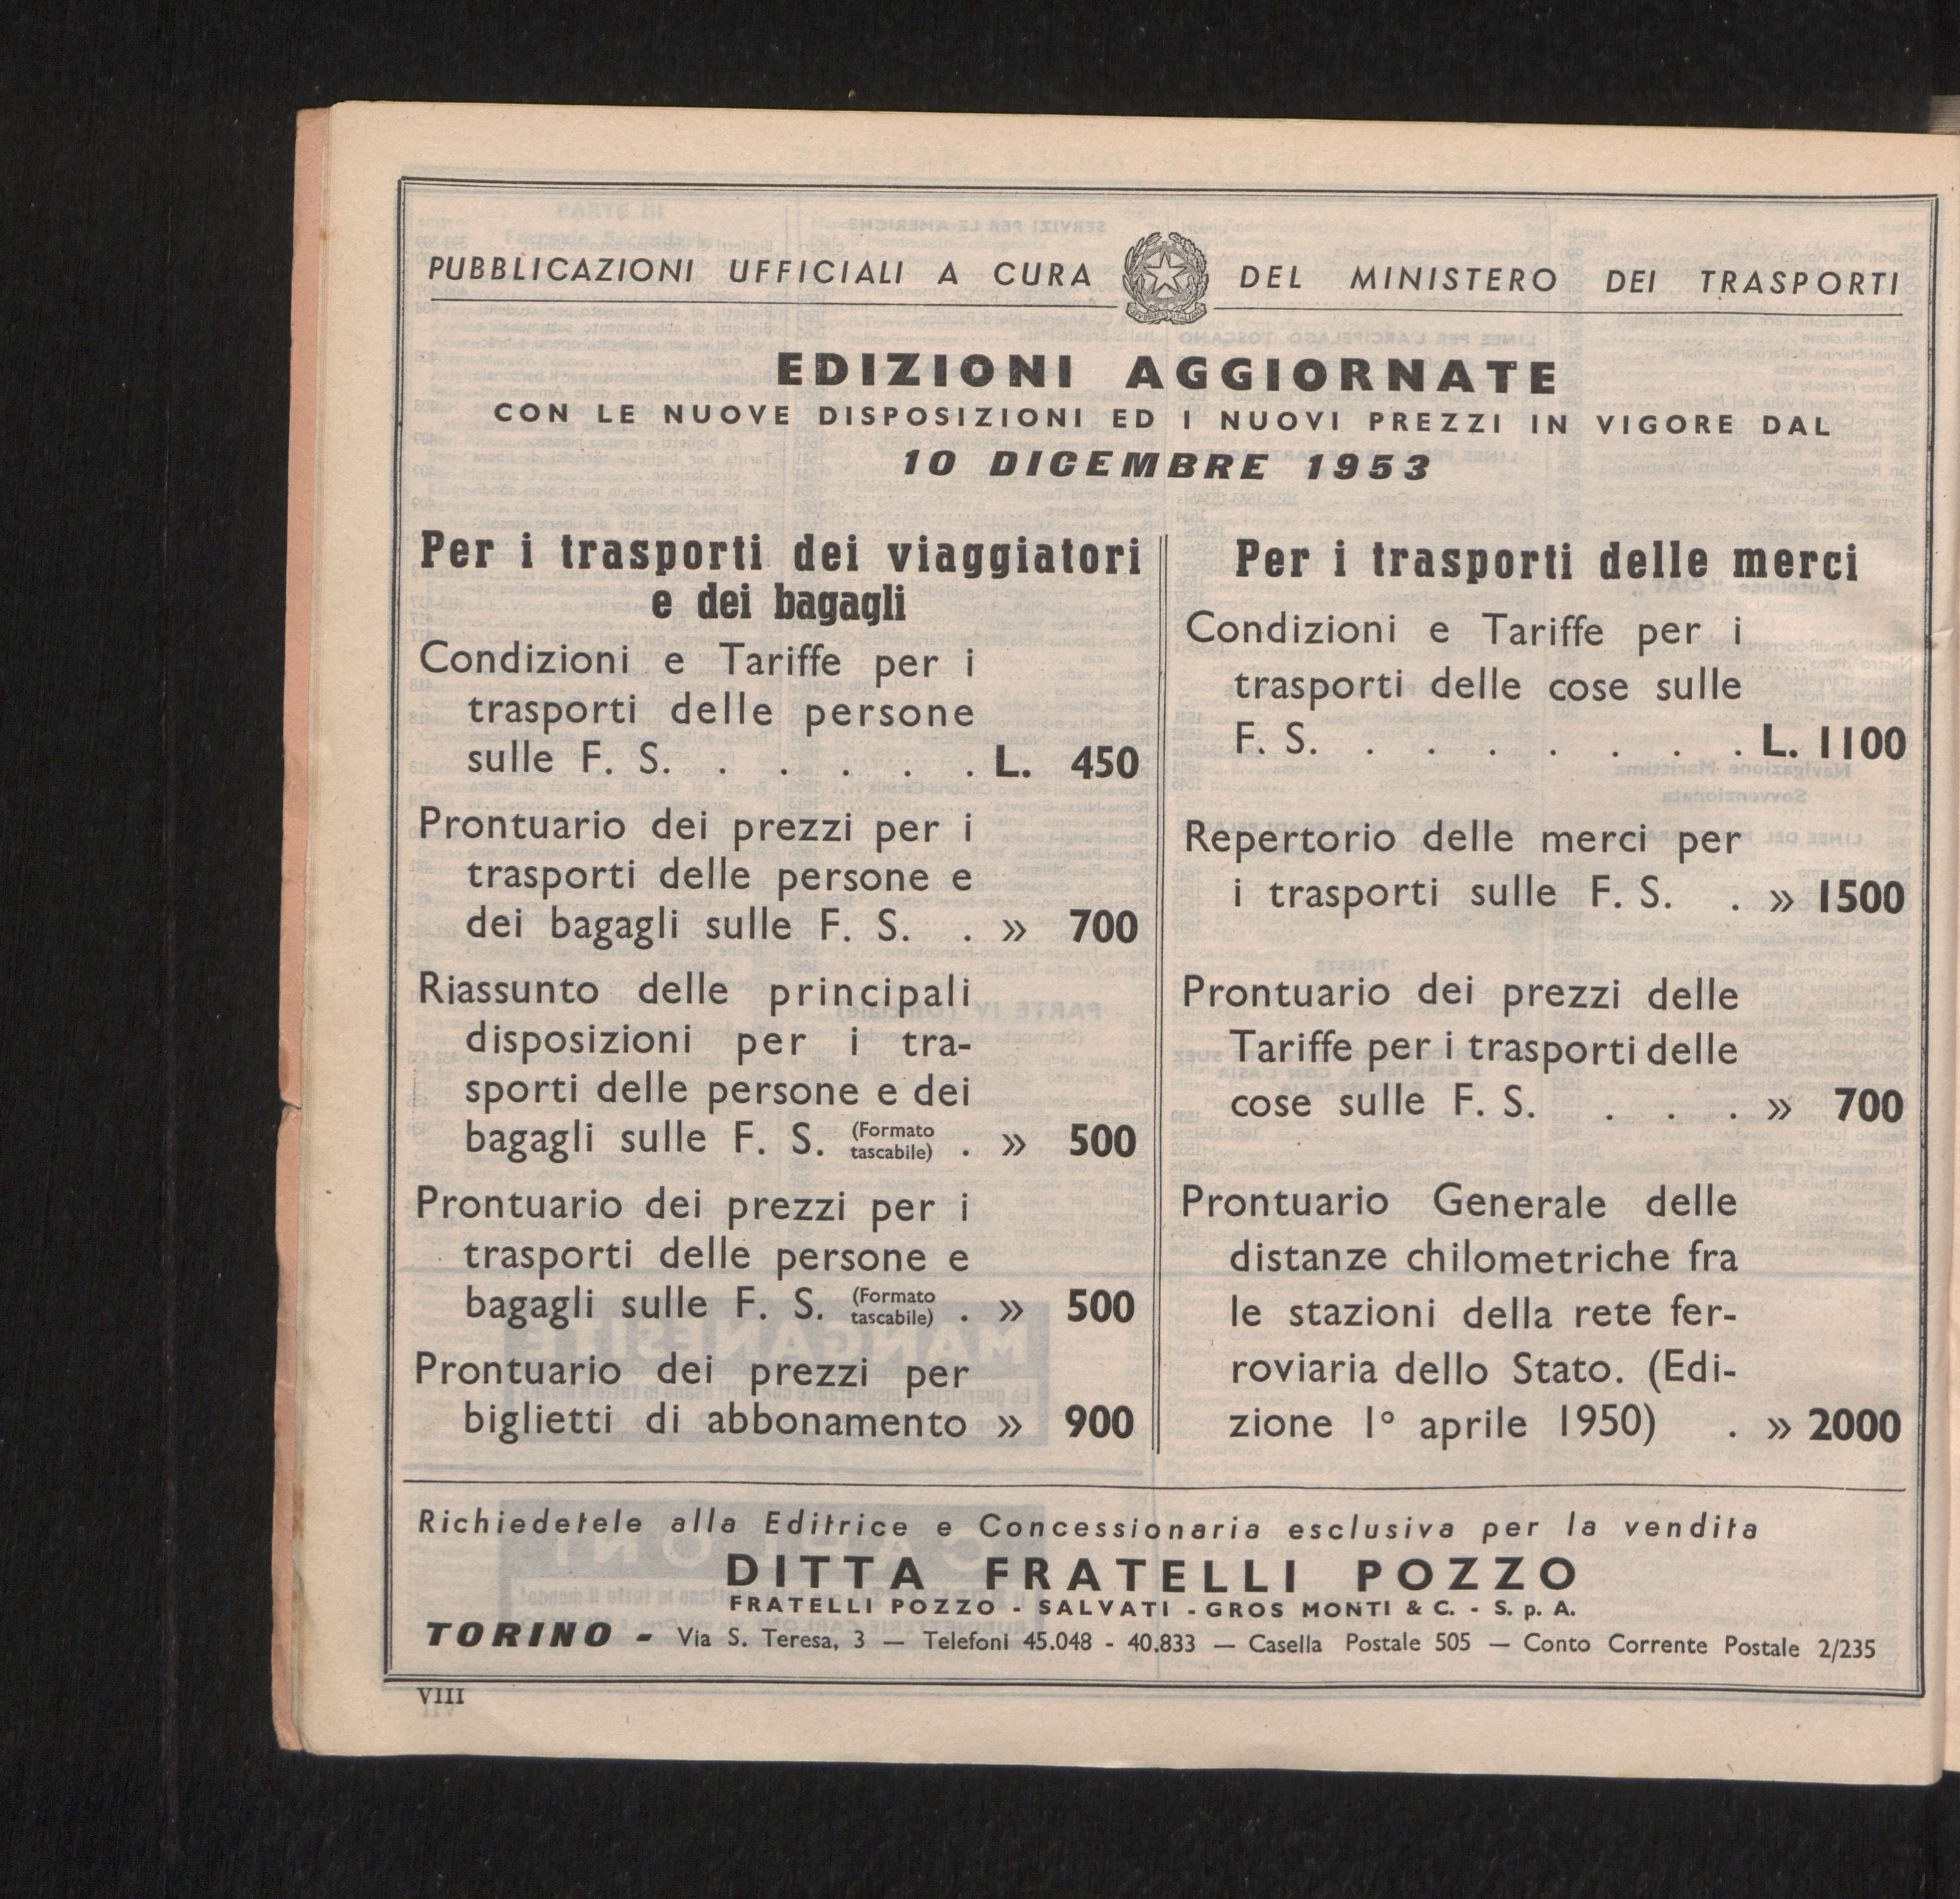 PUBBLICAZIONI UFFICIALI A CURA DEL MINISTERO DEI TRASPORTI
EDIZIONI AGGIORNATE
CON LE NUOVE DISPOSIZIONI ED I NUOVI PREZZI IN VIGORE DAL
10 DICEMBRE 1953
Per i trasporti dei viaggiatori
e dei bagagli
Condizioni e Tariffe per i
trasporti delle persone
sulle F. S. . . . . . L. 450
Prontuario dei prezzi per i
trasporti delle persone e
dei bagagli sulle F. S. . » 700
Riassunto delle principali
disposizioni per i tra-
sporti delle persone e dei
bagagli sulle F. S. (Formato tascabile) . » 500
Prontuario dei prezzi per i
trasporti delle persone e
bagagli sulle F. S. (Formato tascabile) . » 500
Prontuario dei prezzi per
biglietti di abbonamento » 900
Per i trasporti delle merci
Condizioni e Tariffe per i
trasporti delle cose sulle
F. S. . . . . . . . L. 1100
Repertorio delle merci per
i trasporti sulle F. S. . » 1500
Prontuario dei prezzi delle
Tariffe per i trasporti delle
cose sulle F. S. . . . » 700
Prontuario Generale delle
distanze chilometriche fra
le stazioni della rete fer-
roviaria dello Stato. (Edi-
zione 1° aprile 1950) . » 2000
Richiedetele alla Editrice e Concessionaria esclusiva per la vendita
DITTA FRATELLI POZZO
FRATELLI POZZO - SALVATI - GROS MONTI & C. - S. p. A.
TORINO - Via S. Teresa, 3 — Telefoni 45.048 - 40.833 — Casella Postale 505 — Conto Corrente Postale 2/235
VIII